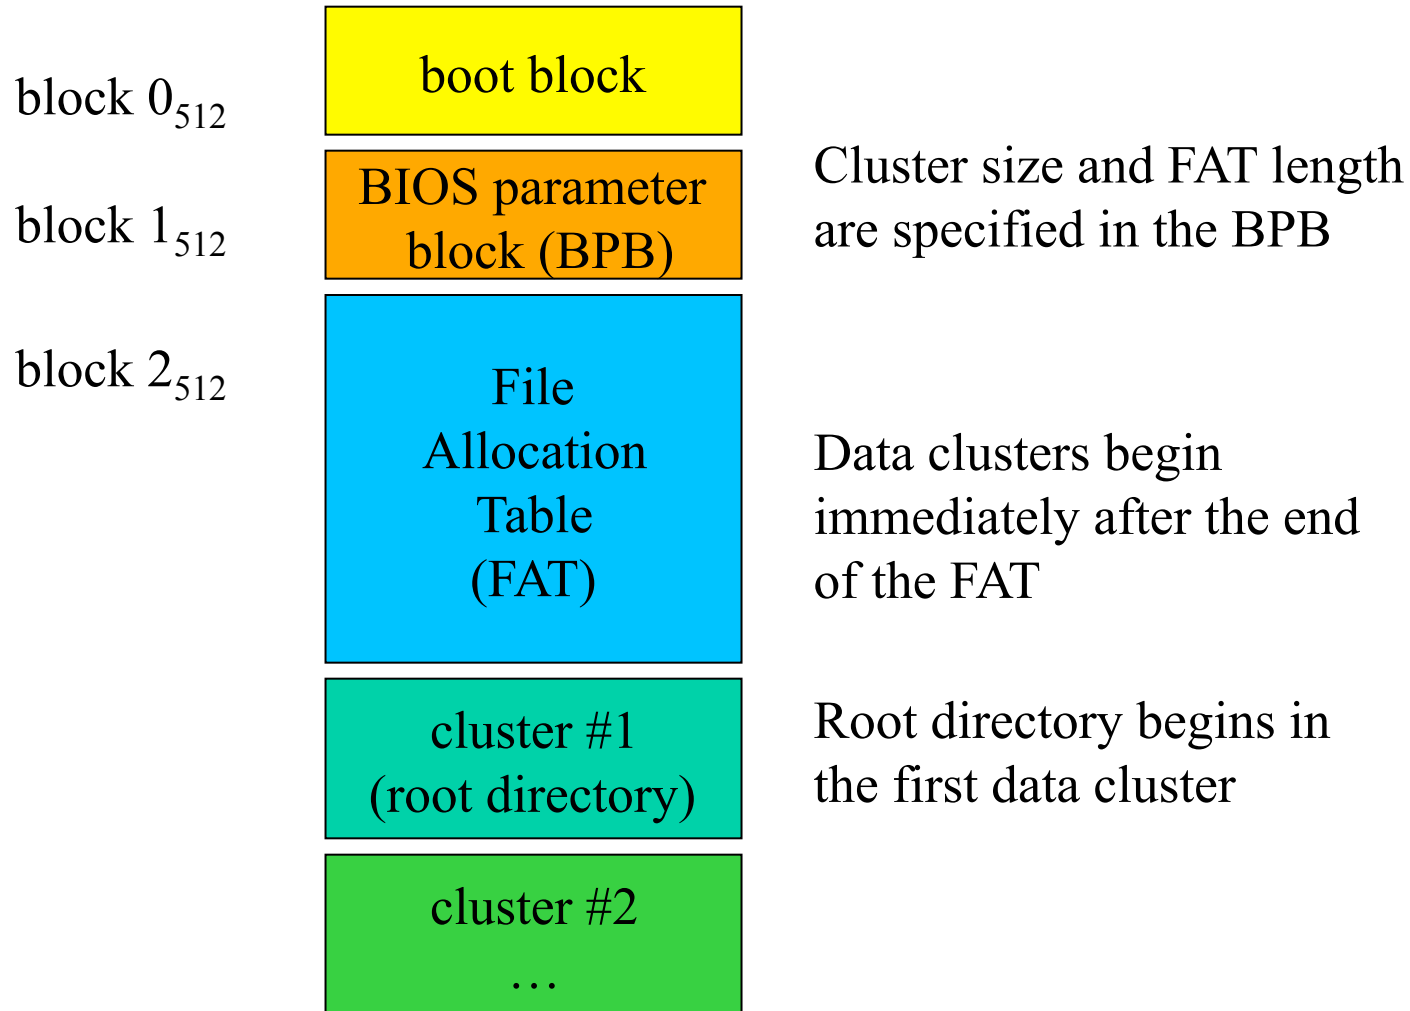 boot block
block 0512
BIOS parameter
block (BPB)
block 1512
Cluster size and FAT length
are specified in the BPB
block 2512
File
Allocation
Table
(FAT)
Data clusters begin
immediately after the end
of the FAT
cluster #1
(root directory)
Root directory begins in
the first data cluster
cluster #2
…